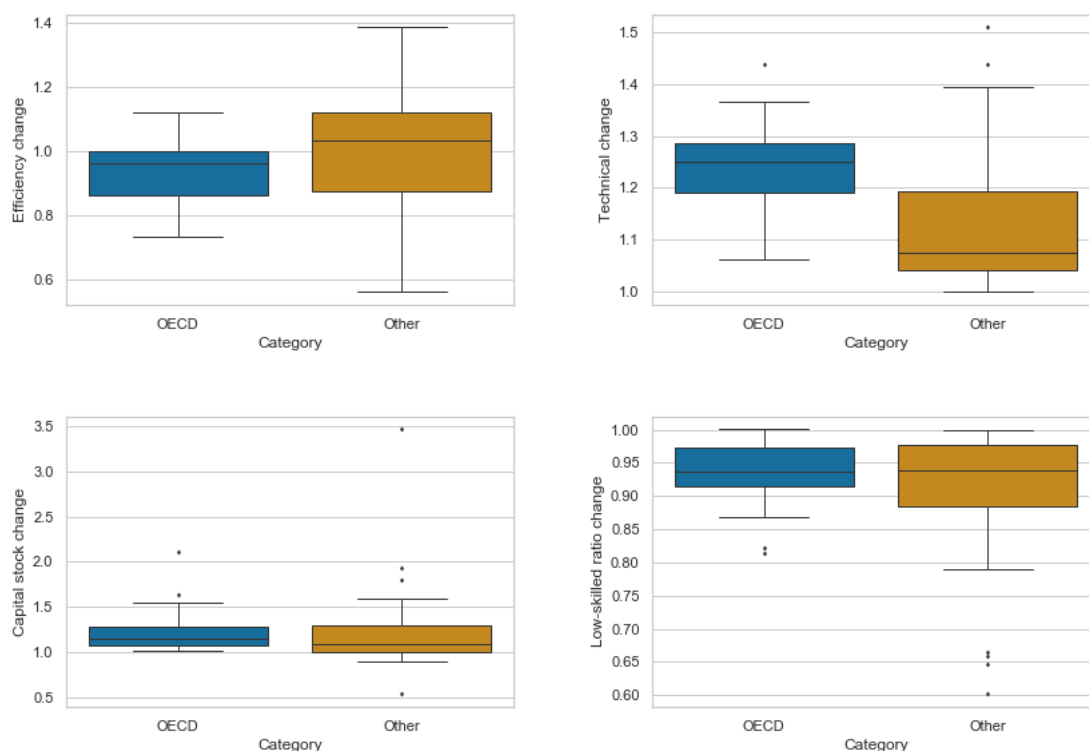 Efficiency change
1.4
1.2
1.0
0.8
0.6
OECD
Other
Category
Technical change
1.5
1.4
1.3
1.2
1.1
1.0
OECD
Other
Category
Capital stock change
3.5
3.0
2.5
2.0
1.5
1.0
0.5
OECD
Other
Category
Low-skilled ratio change
1.00
0.95
0.90
0.85
0.80
0.75
0.70
0.65
0.60
OECD
Other
Category